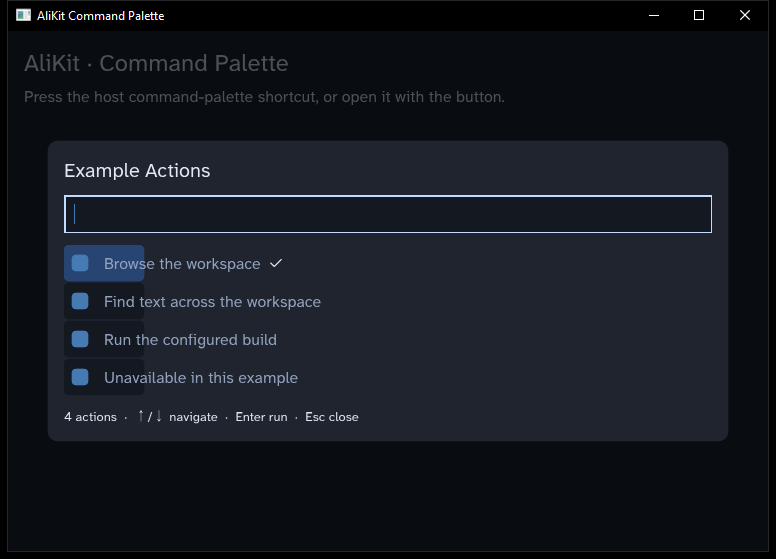 AliKit Command Palette
AliKit · Command Palette
Press the host command-palette shortcut, or open it with the button.
Example Actions
Browse the workspace ✓
Find text across the workspace
Run the configured build
Unavailable in this example
4 actions · ↑/↓ navigate · Enter run · Esc close